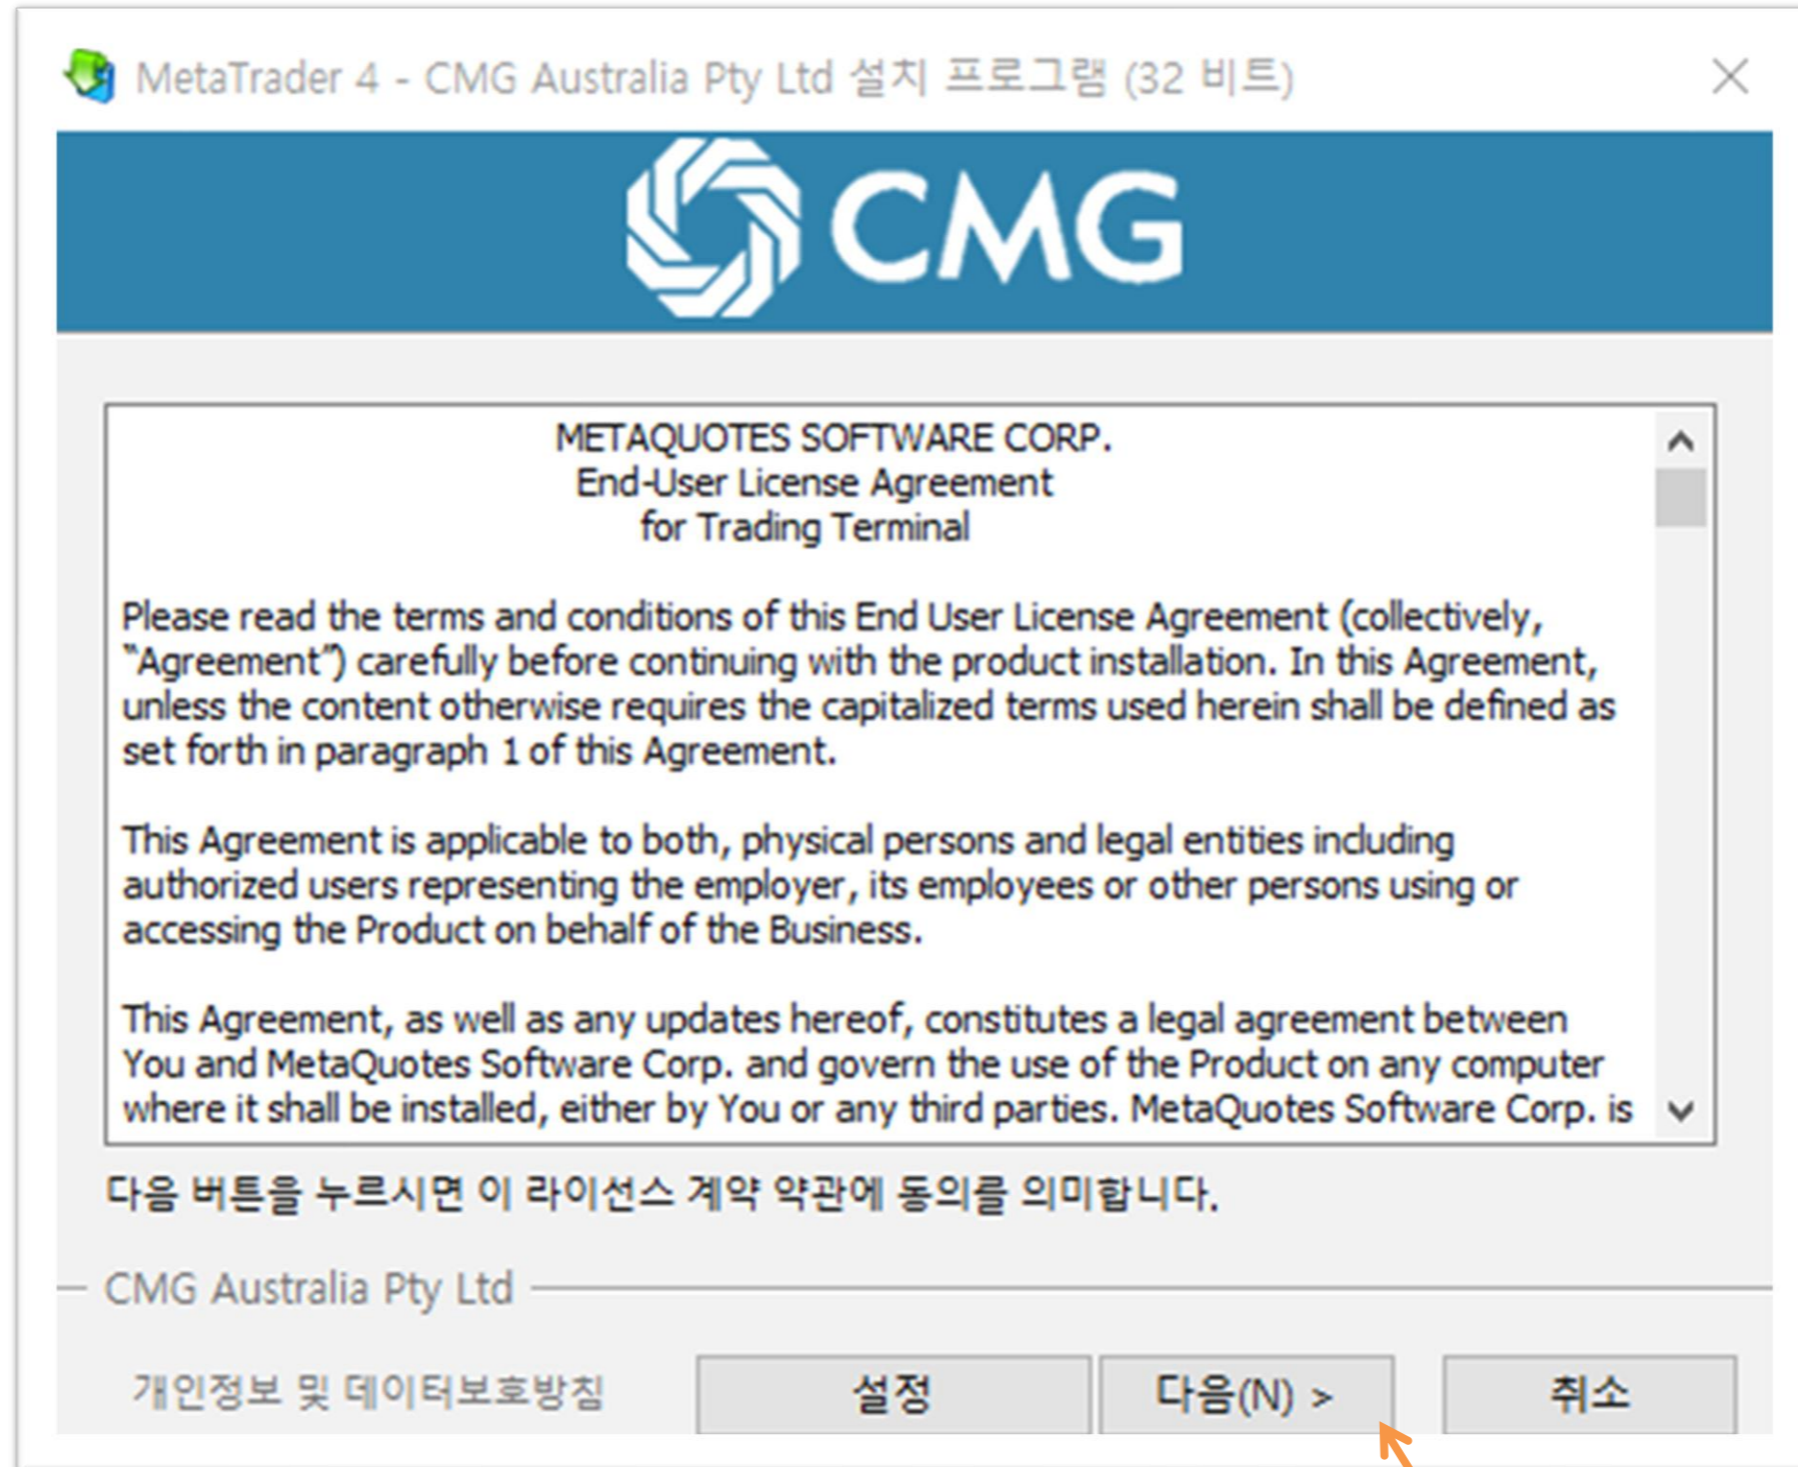 MetaTrader 4 - CMG Australia Pty Ltd 설치 프로그램 (32 비트)
CMG
METAQUOTES SOFTWARE CORP.
End-User License Agreement
for Trading Terminal
Please read the terms and conditions of this End User License Agreement (collectively,
“Agreement”) carefully before continuing with the product installation. In this Agreement,
unless the content otherwise requires the capitalized terms used herein shall be defined as
set forth in paragraph 1 of this Agreement.
This Agreement is applicable to both, physical persons and legal entities including
authorized users representing the employer, its employees or other persons using or
accessing the Product on behalf of the Business.
This Agreement, as well as any updates hereof, constitutes a legal agreement between
You and MetaQuotes Software Corp. and govern the use of the Product on any computer
where it shall be installed, either by You or any third parties. MetaQuotes Software Corp. is
다음 버튼을 누르시면 이 라이선스 계약 약관에 동의를 의미합니다.
CMG Australia Pty Ltd
개인정보 및 데이터보호방침 설정 다음(N) > 취소